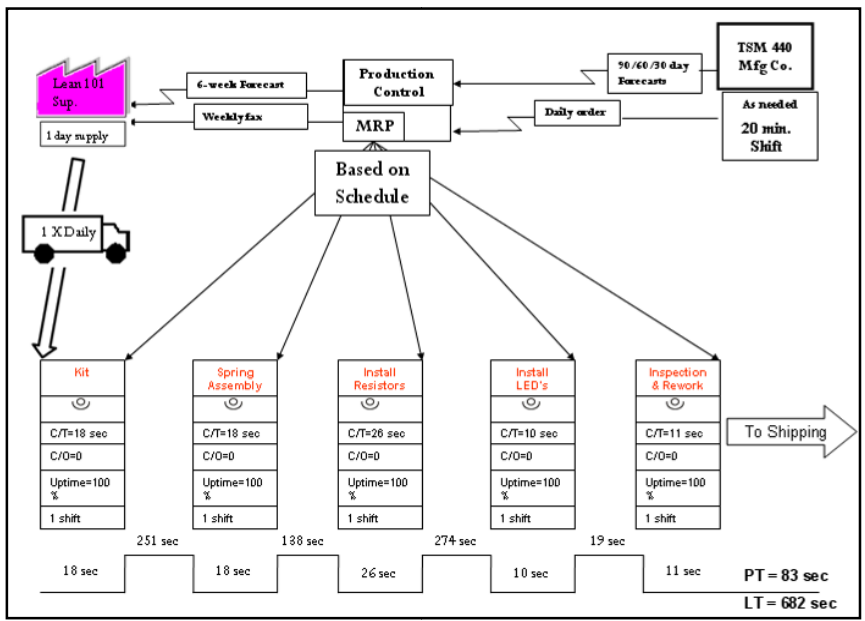 TSM 440
Mfg Co.
90/60/30 day
Forecasts
Production
Control
6-week Forecast
Lean 101
Sup.
As needed
20 min.
Shift
Daily order
MRP
Weekly fax
1 day supply
Based on
Schedule
1 X Daily
Kit
C/T=18 sec
C/O=0
Uptime=100
%
1 shift
Spring
Assembly
C/T=18 sec
C/O=0
Uptime=100
%
1 shift
Install
Resistors
C/T=26 sec
C/O=0
Uptime=100
%
1 shift
Install
LED's
C/T=10 sec
C/O=0
Uptime=100
%
1 shift
Inspection
& Rework
C/T=11 sec
C/O=0
Uptime=100
%
1 shift
To Shipping
251 sec
188 sec
274 sec
19 sec
18 sec
18 sec
26 sec
10 sec
11 sec
PT = 83 sec
LT = 682 sec